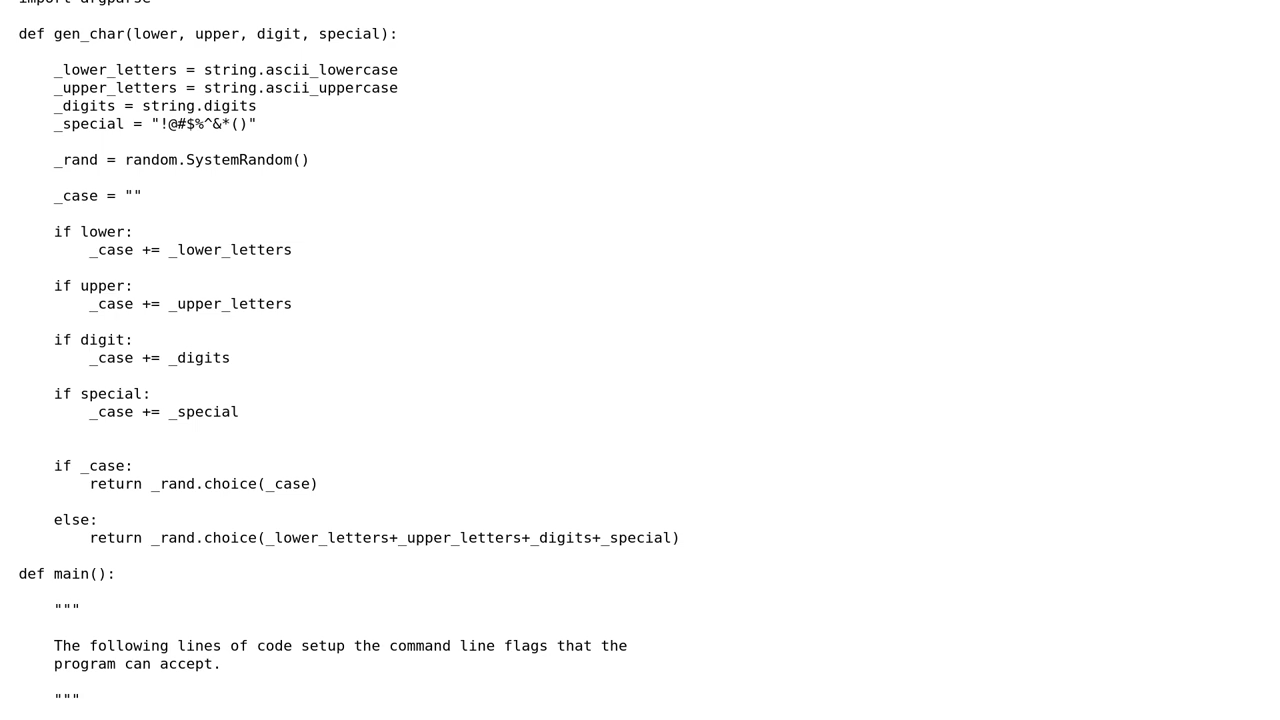 import argparse
def gen_char(lower, upper, digit, special):
    _lower_letters = string.ascii_lowercase
    _upper_letters = string.ascii_uppercase
    _digits = string.digits
    _special = "!@#$%^&*()"
    _rand = random.SystemRandom()
    _case = ""
    if lower:
        _case += _lower_letters
    if upper:
        _case += _upper_letters
    if digit:
        _case += _digits
    if special:
        _case += _special
    if _case:
        return _rand.choice(_case)
    else:
        return _rand.choice(_lower_letters+_upper_letters+_digits+_special)
def main():
    """
    The following lines of code setup the command line flags that the
    program can accept.
    """